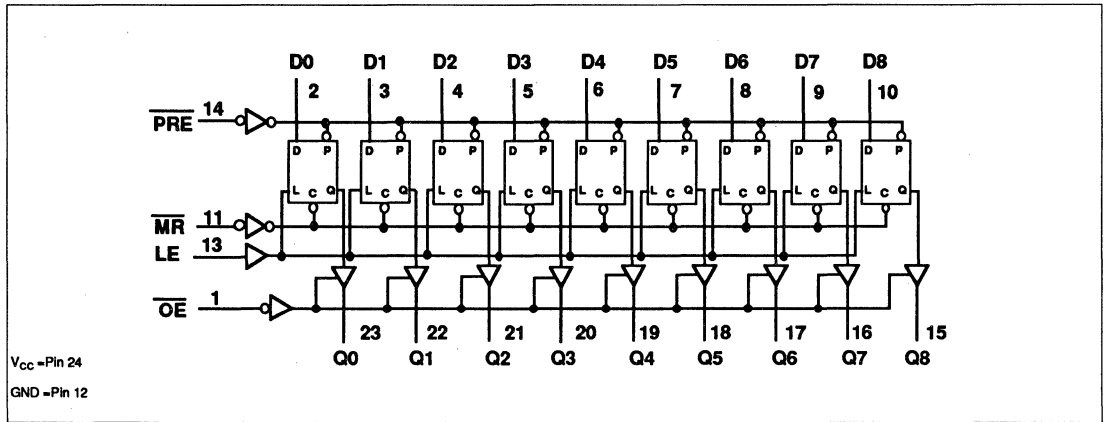 D0 D1 D2 D3 D4 D5 D6 D7 D8
2 3 4 5 6 7 8 9 10
PRE 14
D P D P D P D P D P D P D P D P D P
L C Q L C Q L C Q L C Q L C Q L C Q L C Q L C Q L C Q
MR 11
LE 13
OE 1
23 22 21 20 19 18 17 16 15
Q0 Q1 Q2 Q3 Q4 Q5 Q6 Q7 Q8
VCC =Pin 24
GND =Pin 12